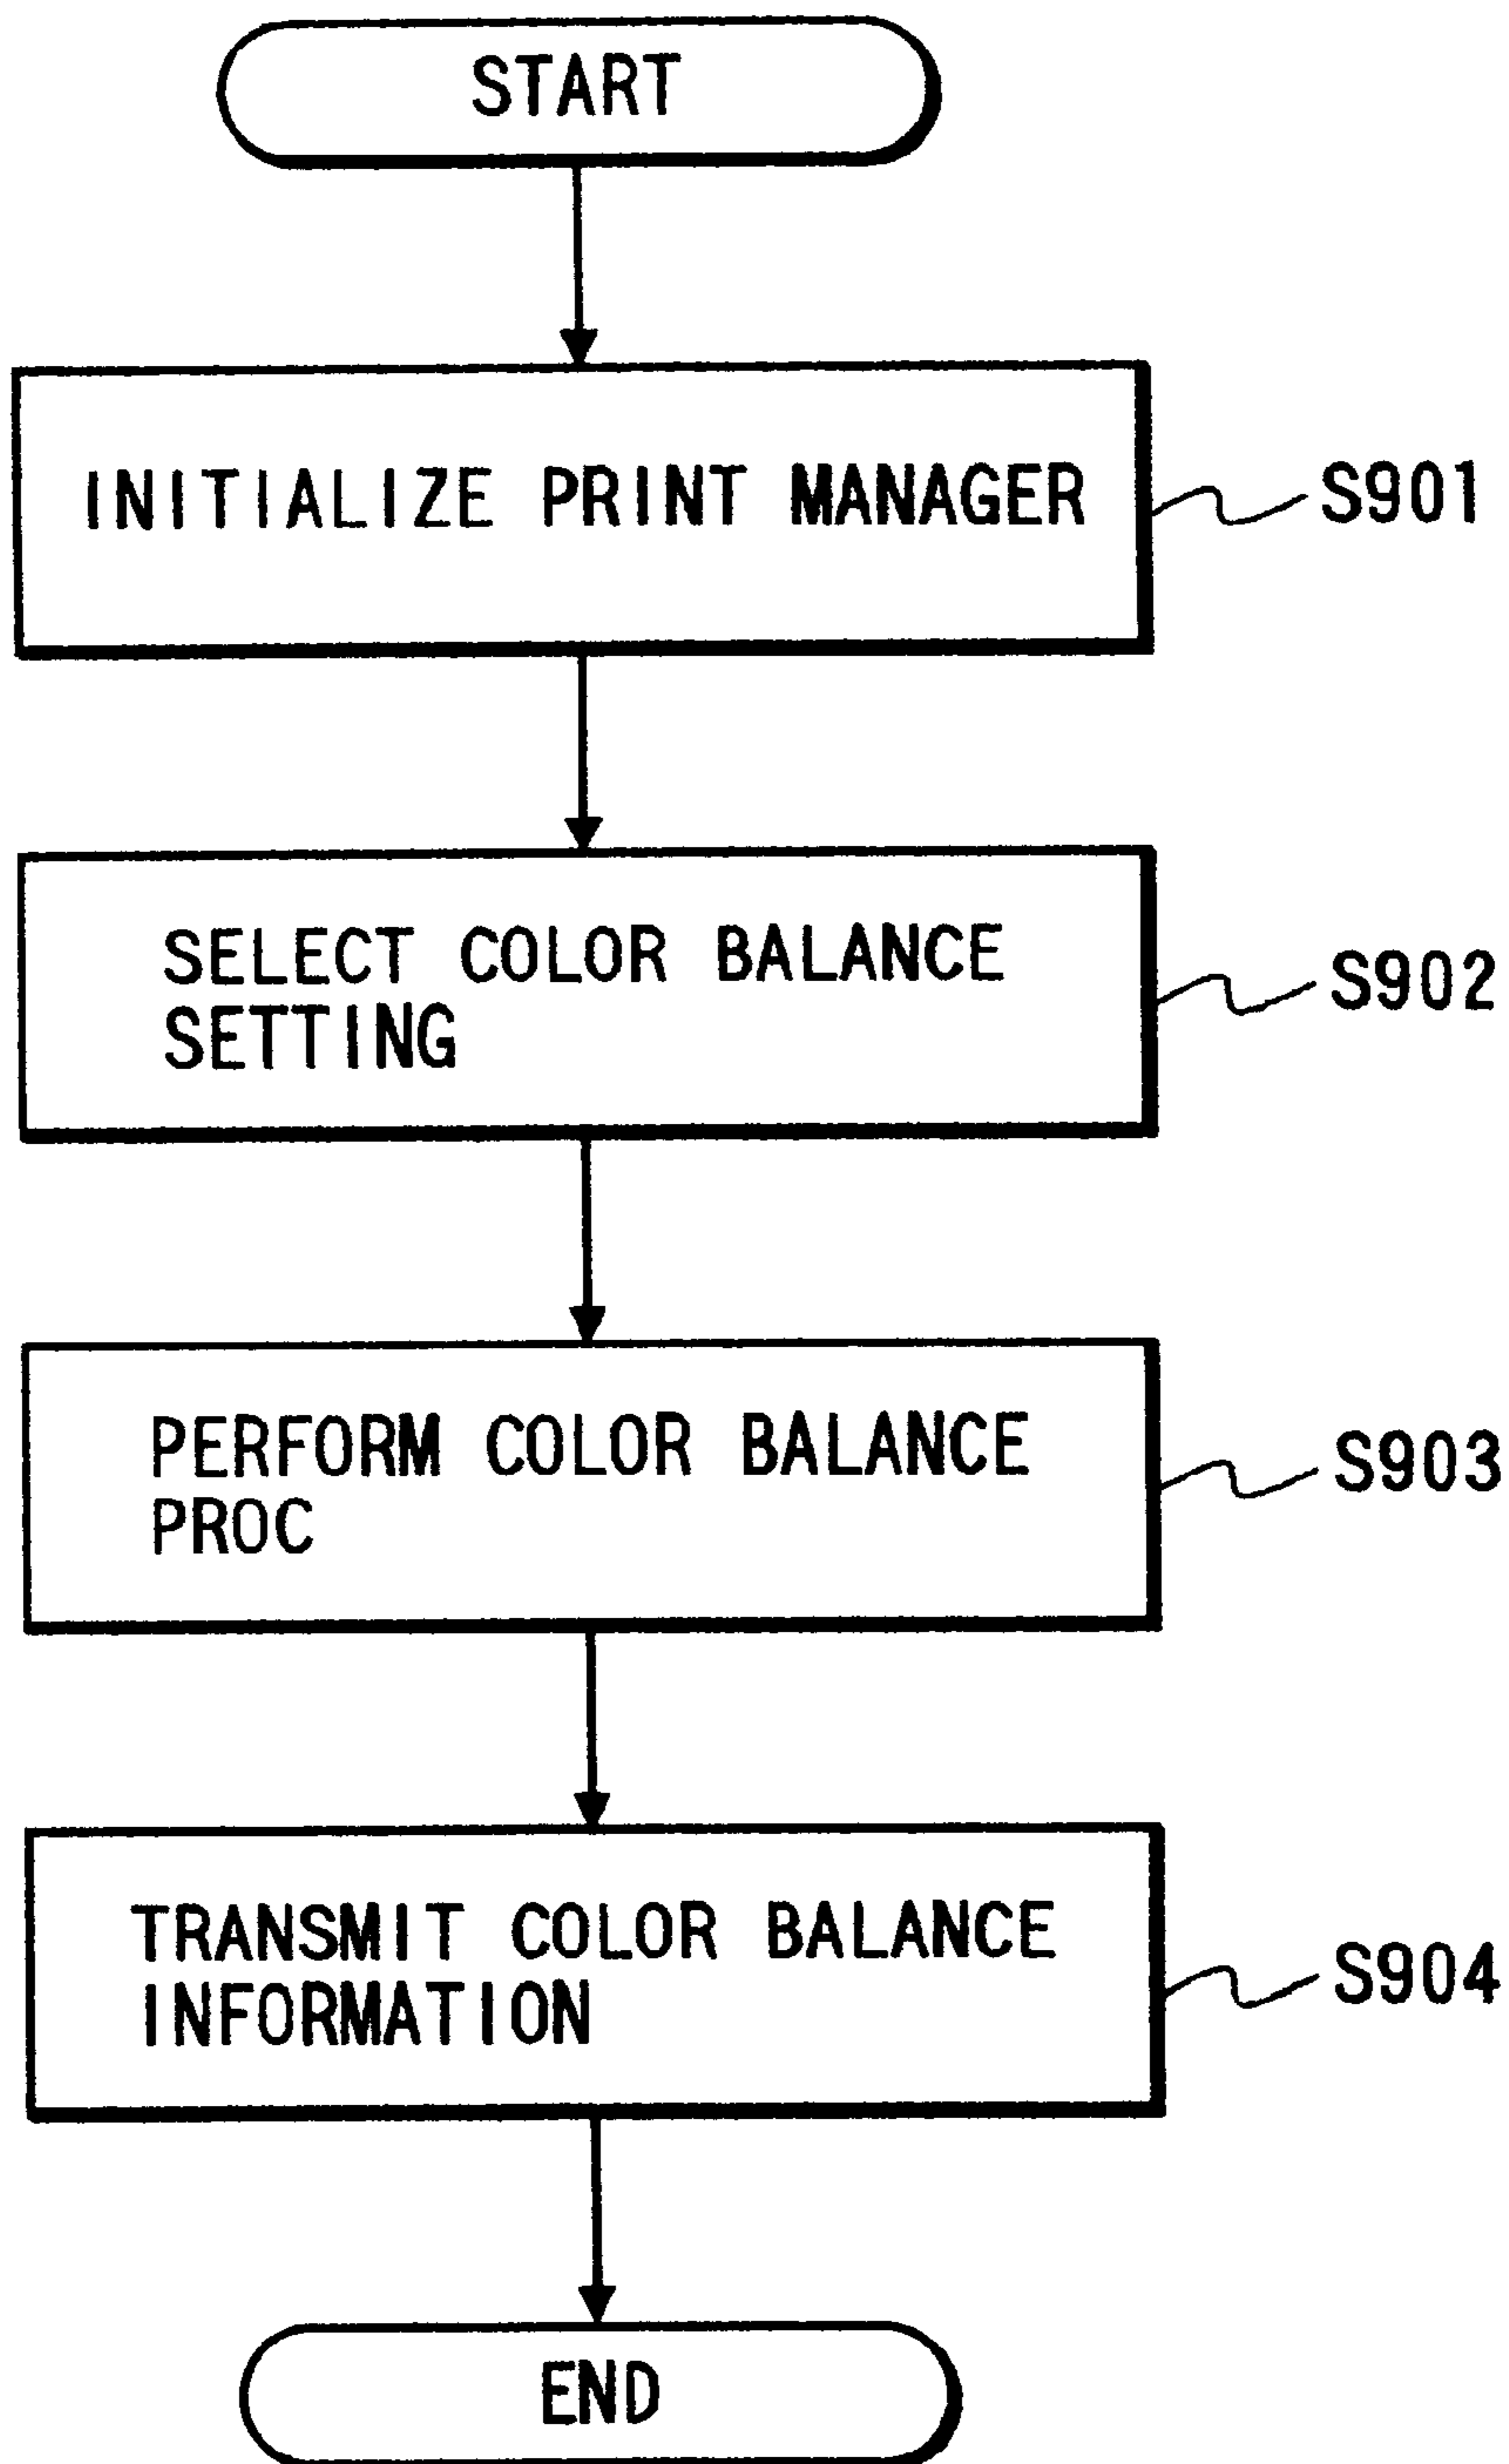 START
INITIALIZE PRINT MANAGER
S901
SELECT COLOR BALANCE
SETTING
S902
PERFORM COLOR BALANCE
PROC
S903
TRANSMIT COLOR BALANCE
INFORMATION
S904
END